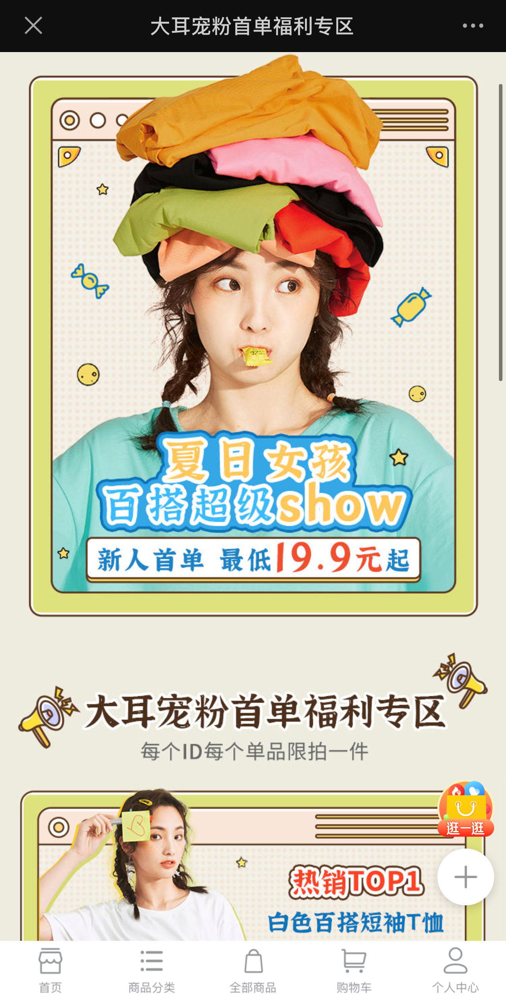 大耳宠粉首单福利专区
夏日女孩
百搭超级show
新人首单 最低19.9元起
大耳宠粉首单福利专区
每个ID每个单品限拍一件
逛一逛
热销TOP1
白色百搭短袖T恤
首页
商品分类
全部商品
购物车
个人中心